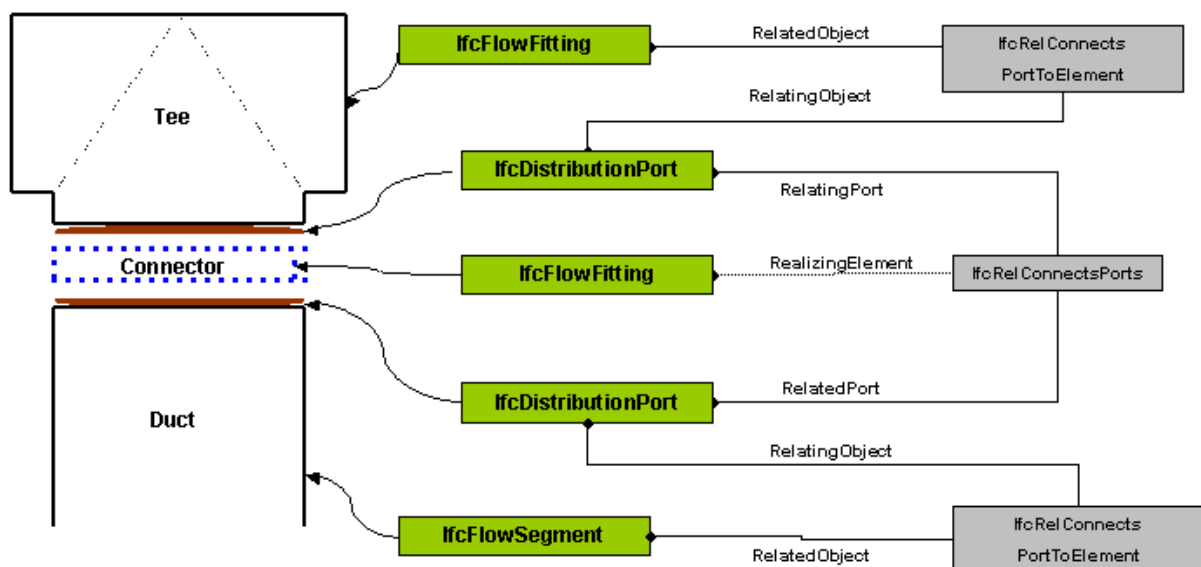 IfcFlowFitting
RelatedObject
IfcRelConnects
PortToElement
Tee
RelatingObject
IfcDistributionPort
RelatingPort
Connector
IfcFlowFitting
RealizingElement
IfcRelConnectsPorts
IfcDistributionPort
RelatedPort
Duct
RelatingObject
IfcFlowSegment
RelatedObject
IfcRelConnects
PortToElement